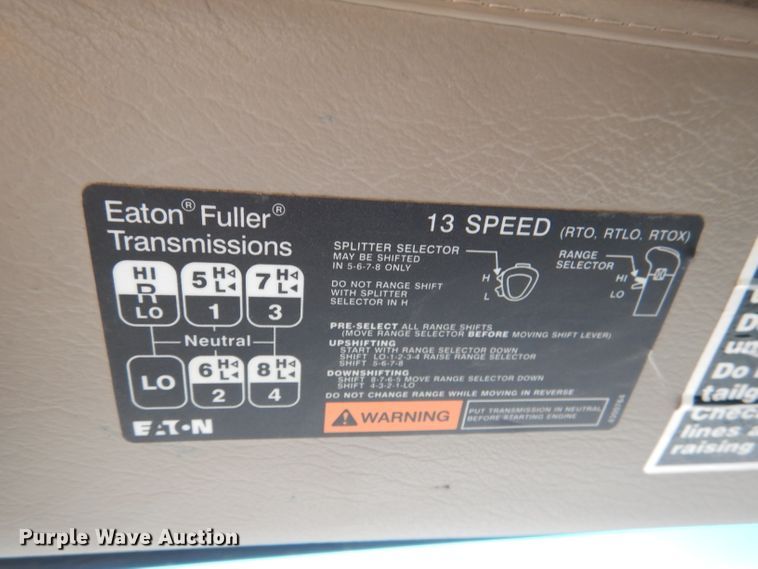 Eaton® Fuller® Transmissions
13 SPEED (RTO, RTLO, RTOX)
SPLITTER SELECTOR
MAY BE SHIFTED
IN 5-6-7-8 ONLY
DO NOT RANGE SHIFT
WITH SPLITTER
SELECTOR IN H
H
L
RANGE
SELECTOR
HI
LO
HI
R
LO
5 H
L
1
7 H
L
3
Neutral
LO
6 H
L
2
8 H
L
4
PRE-SELECT ALL RANGE SHIFTS
(MOVE RANGE SELECTOR BEFORE MOVING SHIFT LEVER)
UPSHIFTING
START WITH RANGE SELECTOR DOWN
SHIFT LO-1-2-3-4 RAISE RANGE SELECTOR
SHIFT 5-6-7-8
DOWNSHIFTING
SHIFT 8-7-6-5 MOVE RANGE SELECTOR DOWN
SHIFT 4-3-2-1-LO
DO NOT CHANGE RANGE WHILE MOVING IN REVERSE
WARNING
PUT TRANSMISSION IN NEUTRAL
BEFORE STARTING ENGINE
EATON
Do
tailg
Chec
lines a
raising
Purple Wave Auction